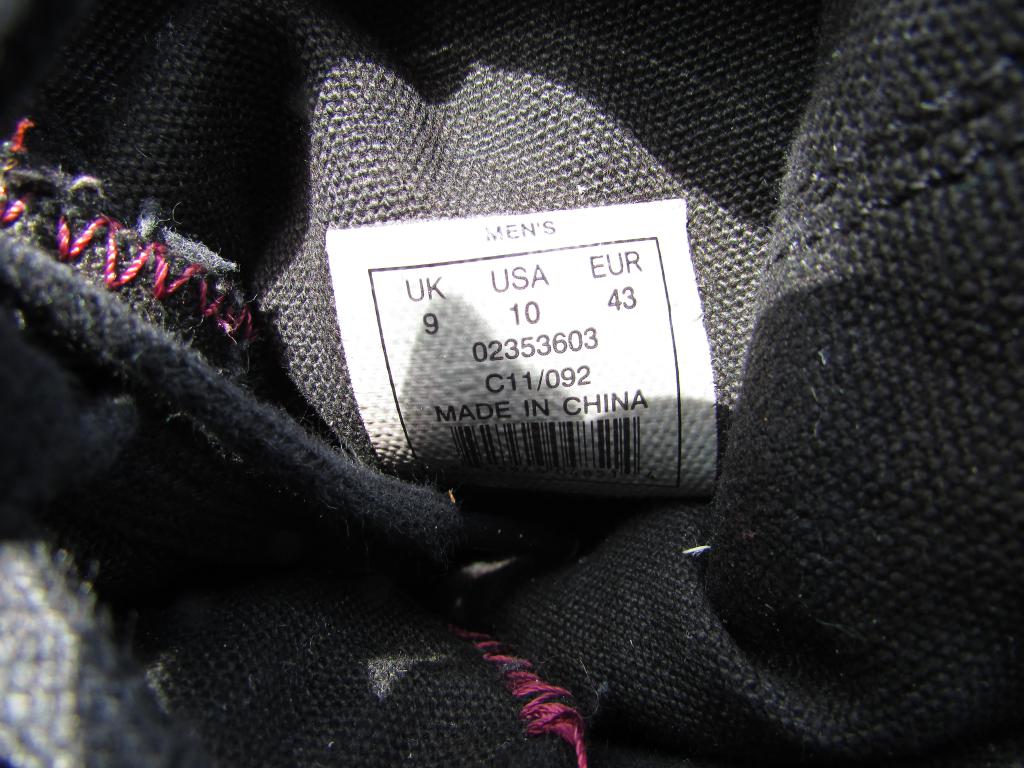 MEN'S
UK USA EUR
9 10 43
02353603
C11/092
MADE IN CHINA